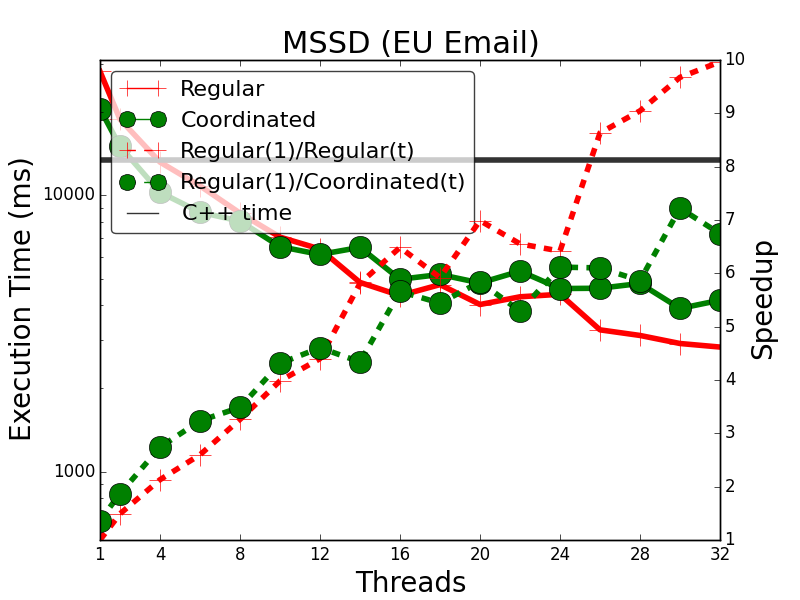 MSSD (EU Email)
Regular
Coordinated
Regular(1)/Regular(t)
Regular(1)/Coordinated(t)
C++ time
Execution Time (ms)
10000
1000
Speedup
10
9
8
7
6
5
4
3
2
1
1 4 8 12 16 20 24 28 32
Threads